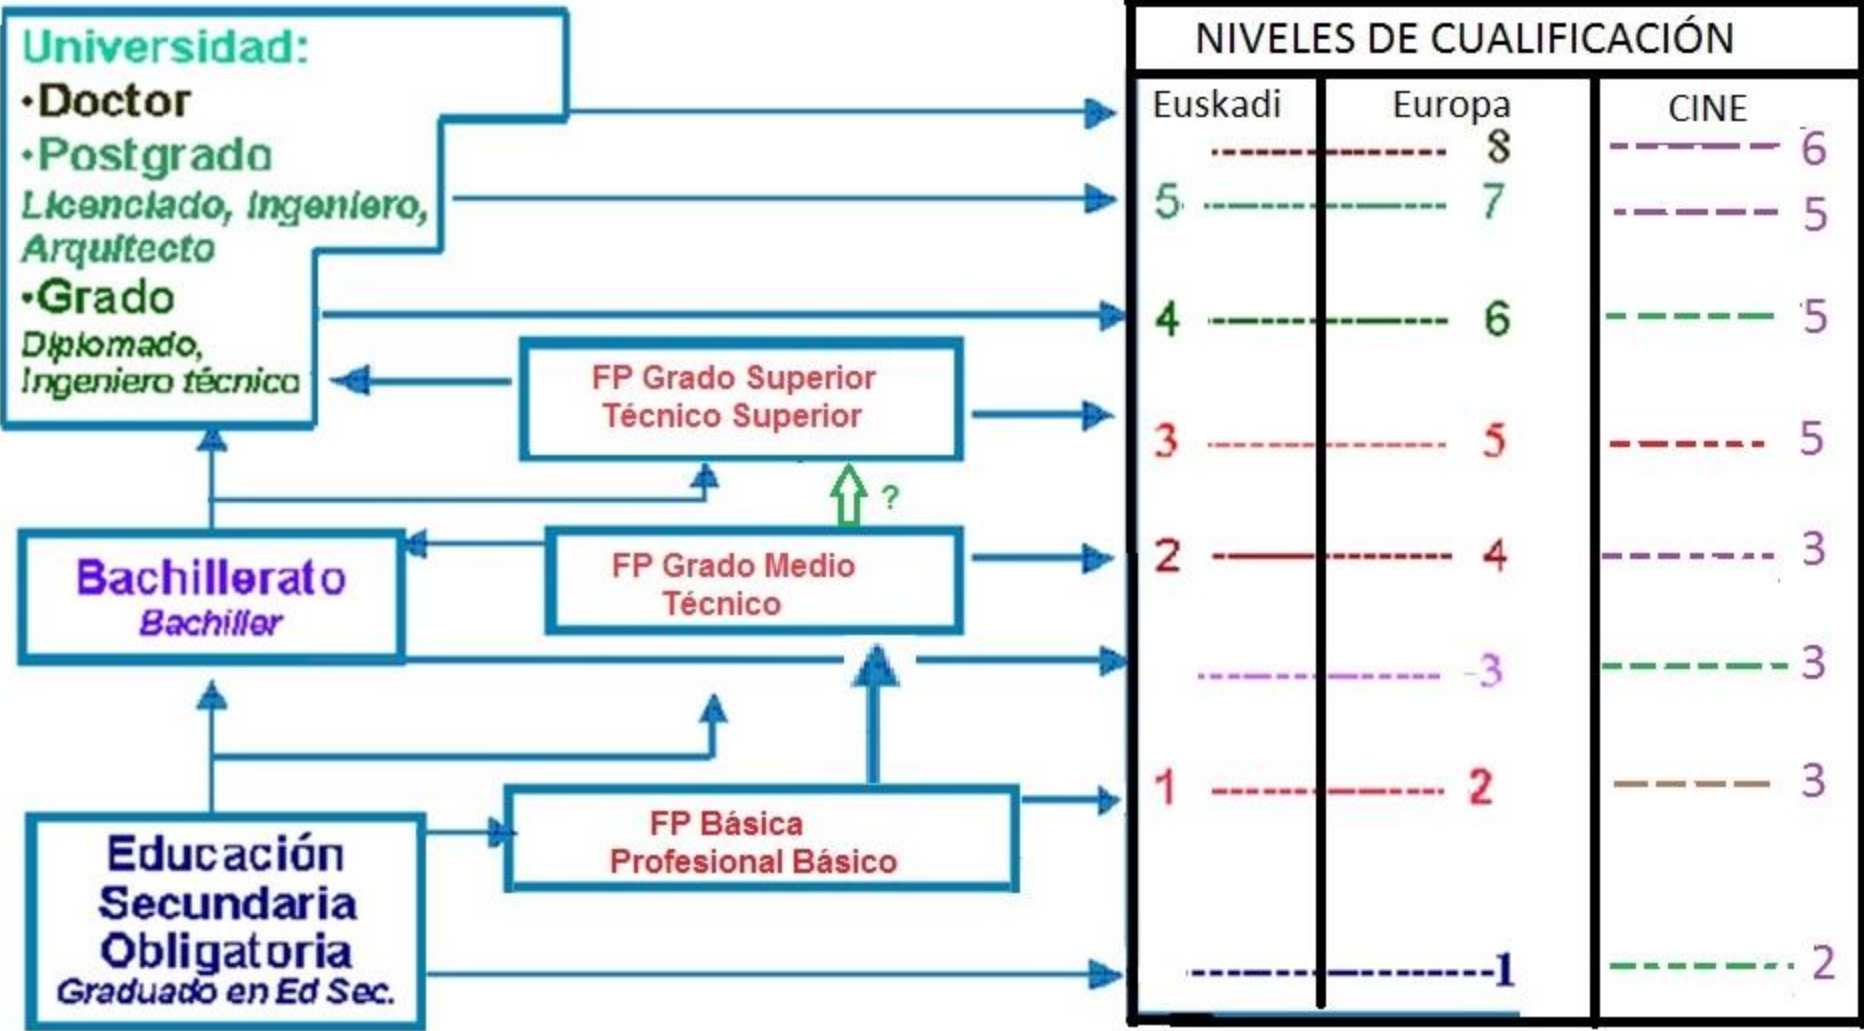 Universidad:
•Doctor
•Postgrado
Licenciado, Ingeniero,
Arquitecto
•Grado
Diplomado,
Ingeniero técnico
FP Grado Superior
Técnico Superior
?
Bachillerato
Bachiller
FP Grado Medio
Técnico
FP Básica
Profesional Básico
Educación
Secundaria
Obligatoria
Graduado en Ed Sec.
NIVELES DE CUALIFICACIÓN
Euskadi Europa CINE
8 6
5 7 5
4 6 5
3 5 5
2 4 3
3 3
1 2 3
1 2